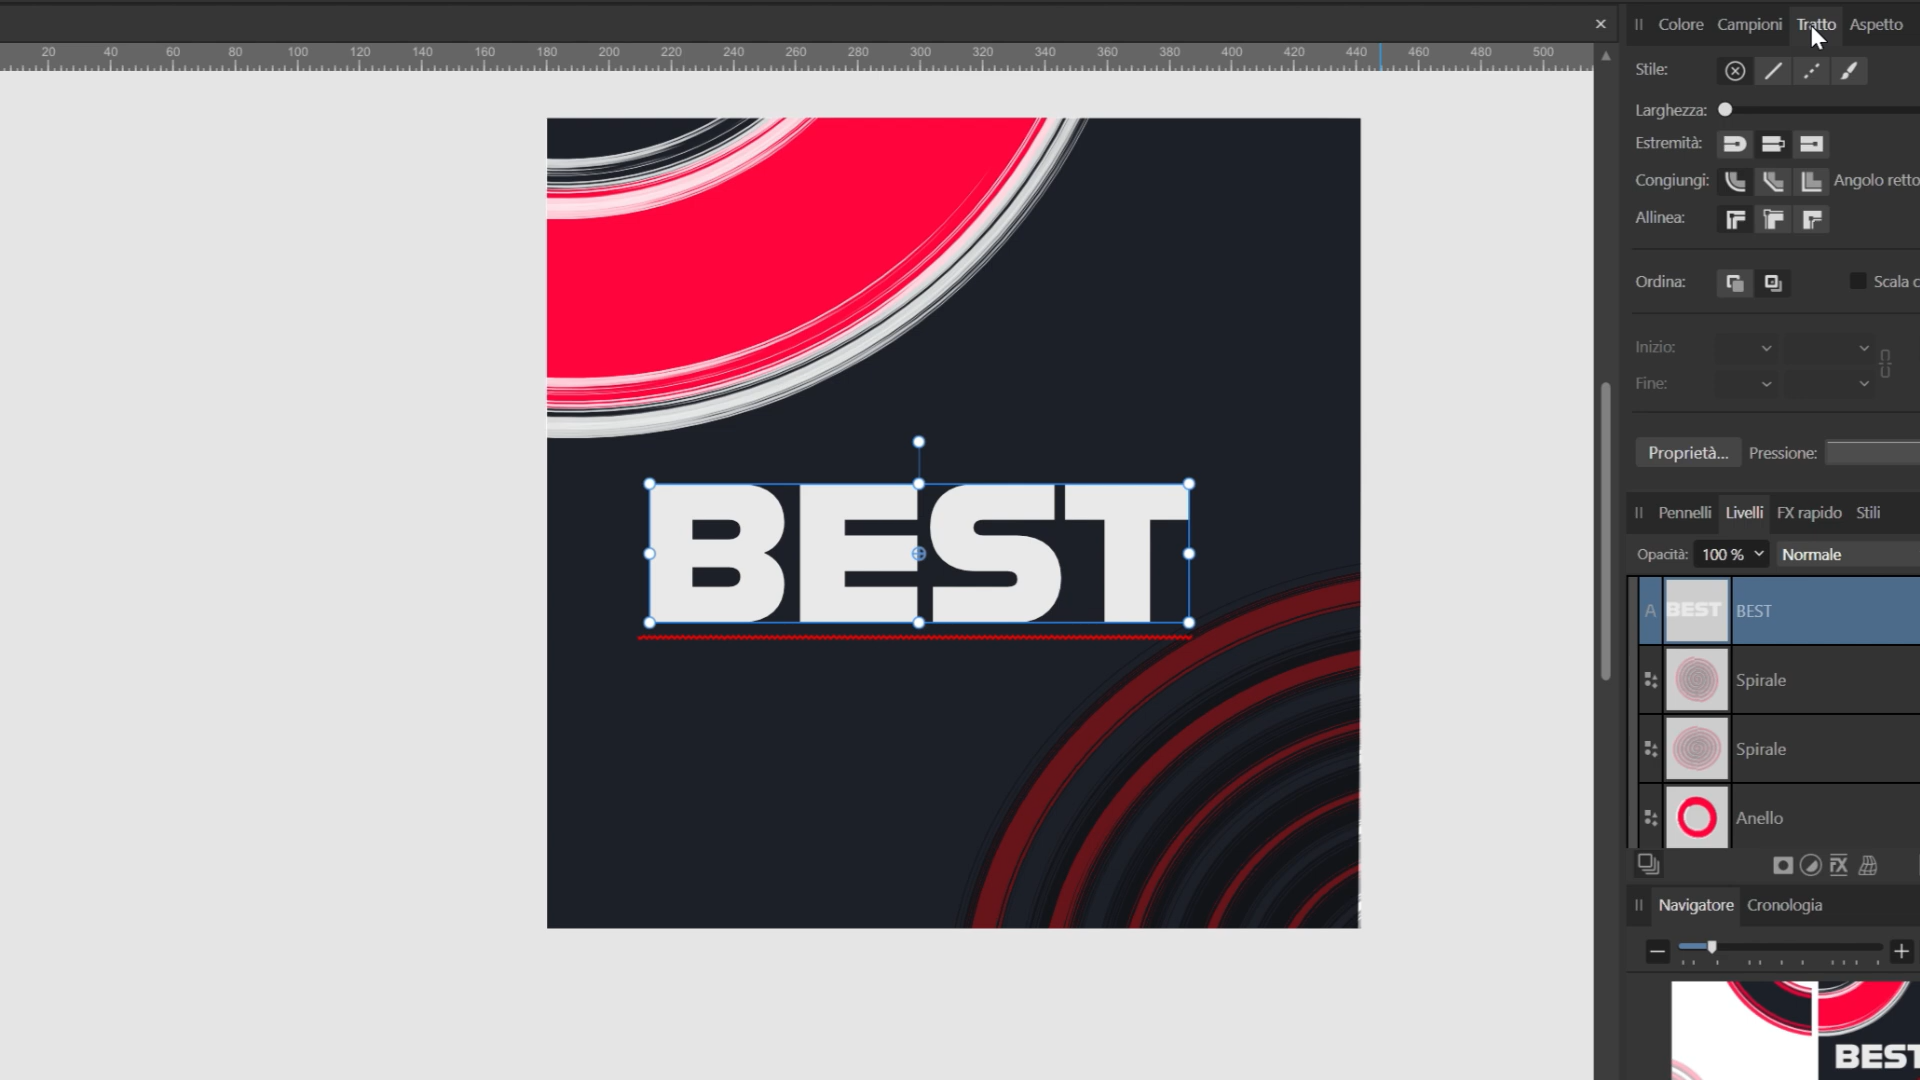 Colore Campioni Tratto Aspetto
20 40 60 80 100 120 140 160 180 200 220 240 260 280 300 320 340 360 380 400 420 440 460 480 500
Stile:
Larghezza:
Estremità:
Congiungi: Angolo retto
Allinea:
Ordina: Scala c
Inizio:
Fine:
Proprietà... Pressione:
BEST
Pennelli Livelli FX rapido Stili
Opacità: 100 % Normale
A BEST BEST
Spirale
Spirale
Anello
FX
Navigatore Cronologia
BEST